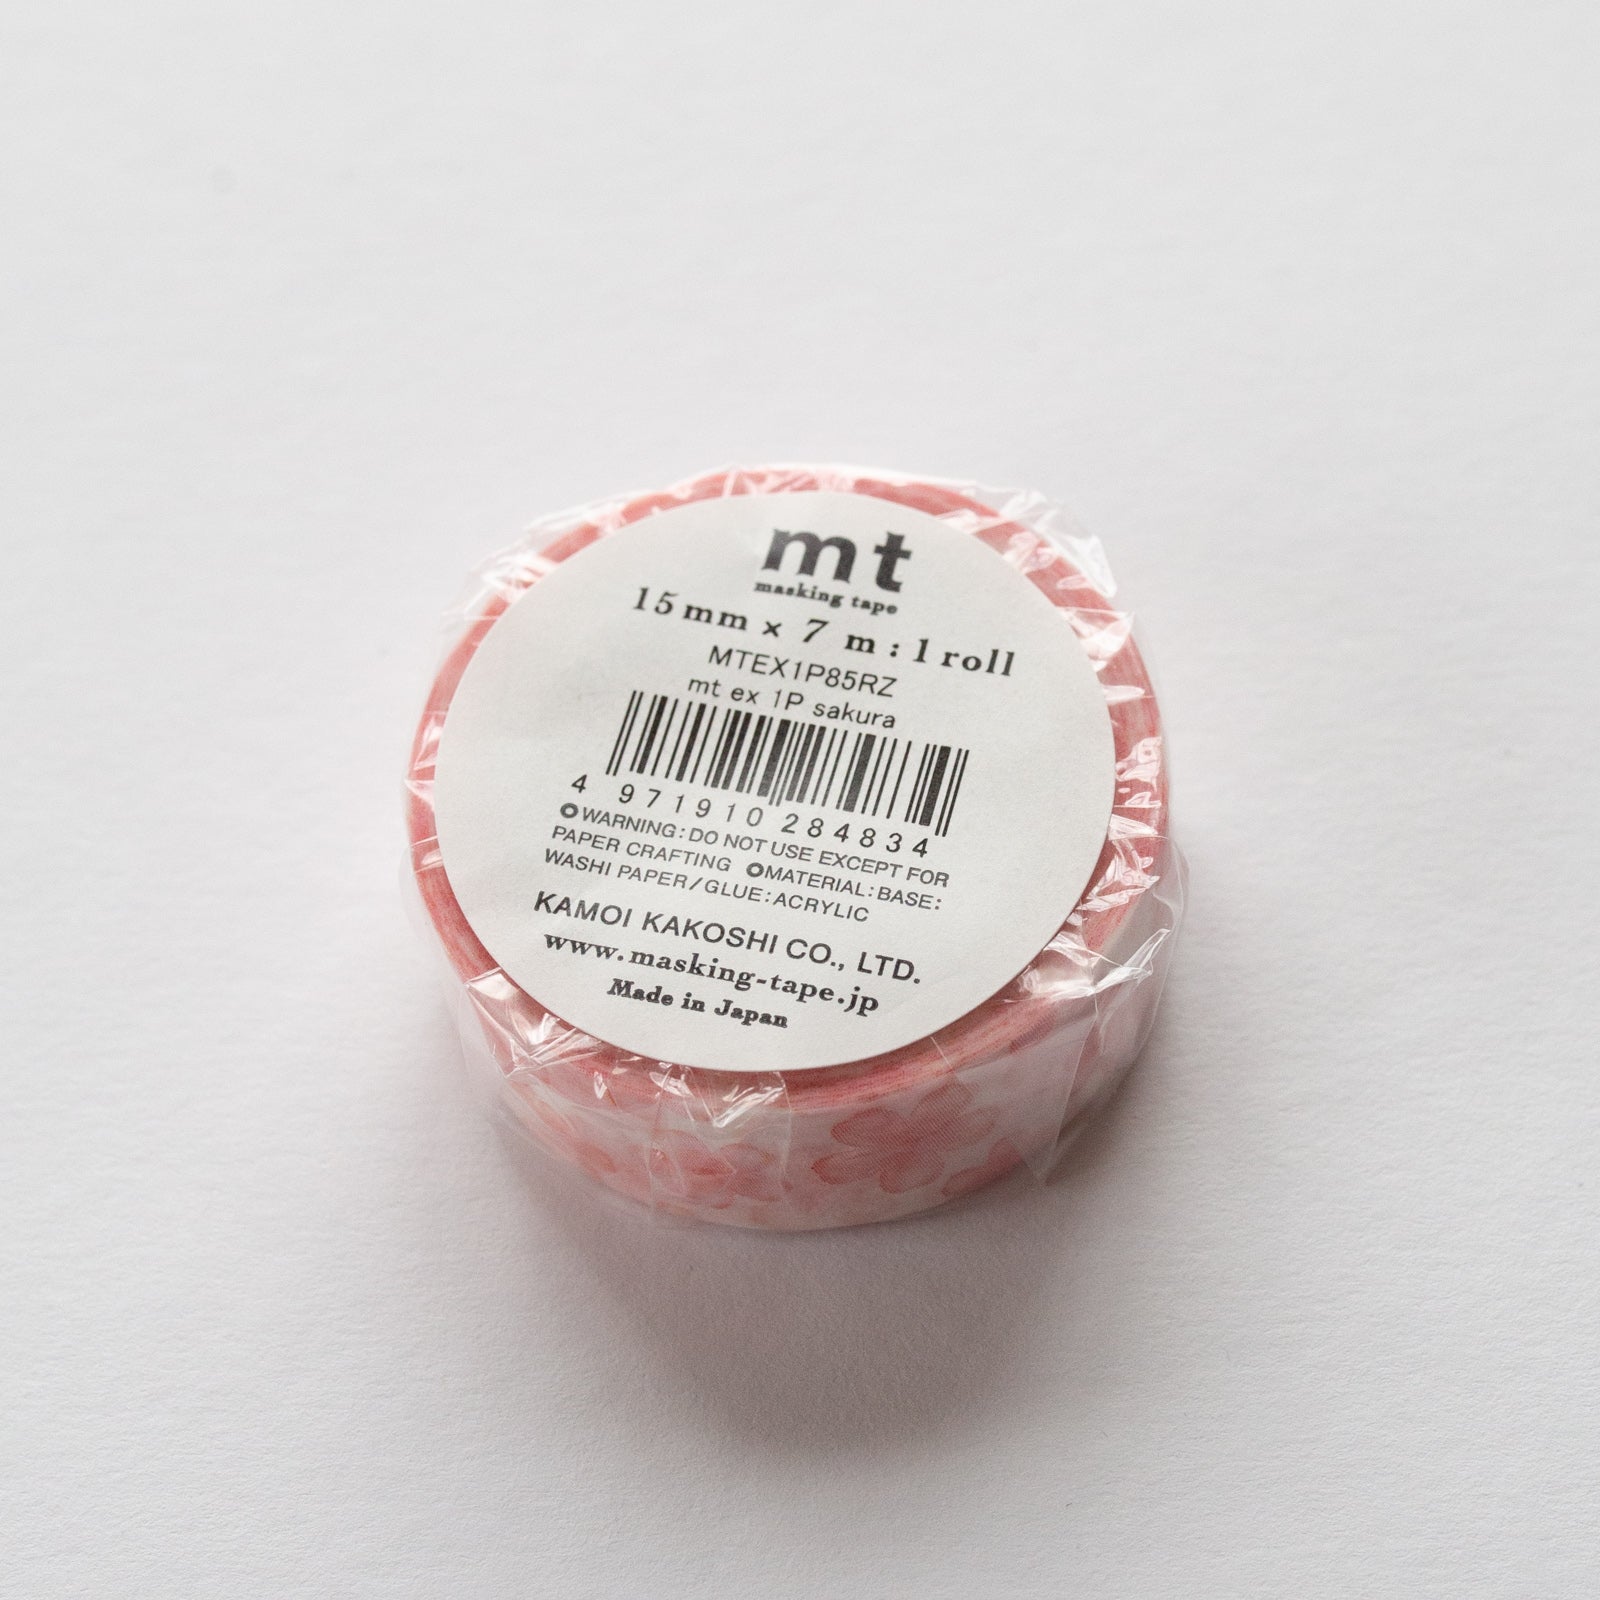 mt
masking tape
15mm x 7 m : 1 roll
MTEX1P85RZ
mt ex 1P sakura
4 971910 284834
WARNING: DO NOT USE EXCEPT FOR
PAPER CRAFTING MATERIAL: BASE:
WASHI PAPER/GLUE: ACRYLIC
KAMOI KAKOSHI CO., LTD.
www.masking-tape.jp
Made in Japan